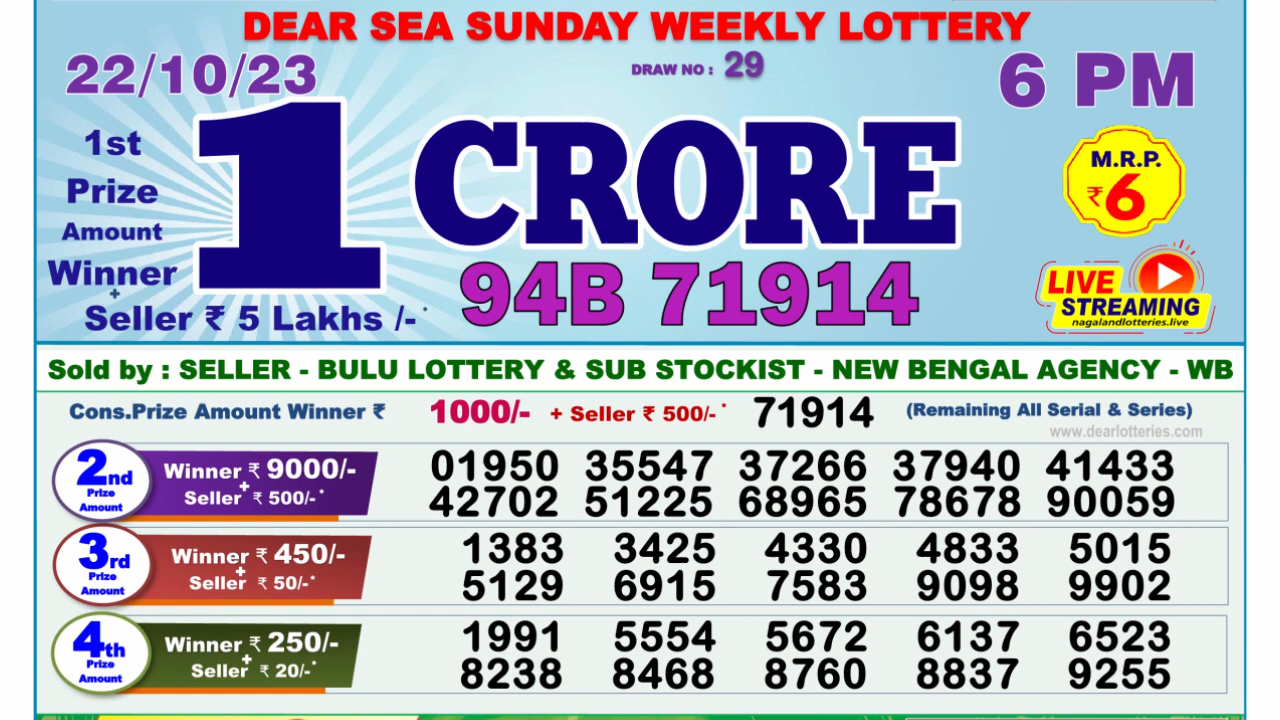 DEAR SEA SUNDAY WEEKLY LOTTERY
22/10/23
DRAW NO : 29
6 PM
1st
Prize
Amount
Winner
+
Seller ₹ 5 Lakhs /-*
1 CRORE
94B 71914
M.R.P.
₹6
LIVE
STREAMING
nagalandlotteries.live
Sold by : SELLER - BULU LOTTERY & SUB STOCKIST - NEW BENGAL AGENCY - WB
Cons.Prize Amount Winner ₹ 1000/- + Seller ₹ 500/-* 71914 (Remaining All Serial & Series)
www.dearlotteries.com
2nd
Prize
Amount
Winner ₹ 9000/-
+
Seller ₹ 500/-*
01950 35547 37266 37940 41433
42702 51225 68965 78678 90059
3rd
Prize
Amount
Winner ₹ 450/-
+
Seller ₹ 50/-*
1383 3425 4330 4833 5015
5129 6915 7583 9098 9902
4th
Prize
Amount
Winner ₹ 250/-
+
Seller ₹ 20/-*
1991 5554 5672 6137 6523
8238 8468 8760 8837 9255